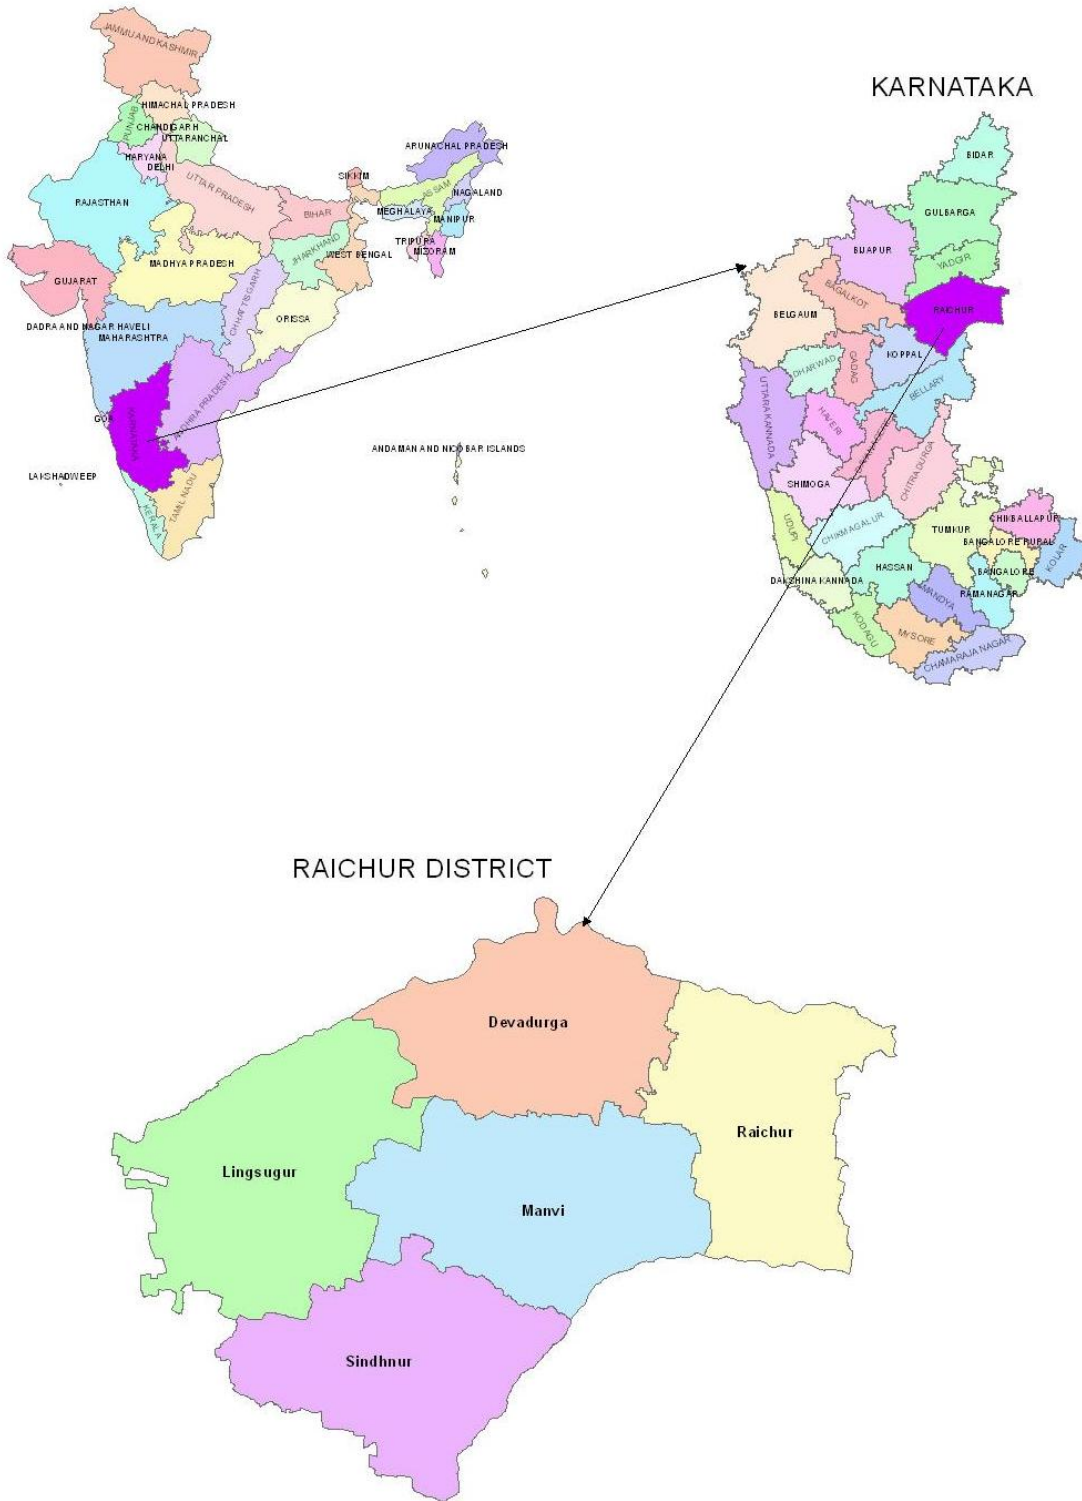 JAMMU AND KASHMIR
HIMACHAL PRADESH
PUNJAB
CHANDIGARH
UTTARANCHAL
HARYANA
DELHI
RAJASTHAN
UTTAR PRADESH
BIHAR
SIKKIM
ARUNACHAL PRADESH
ASSAM
NAGALAND
MEGHALAYA
MANIPUR
TRIPURA
MIZORAM
WEST BENGAL
JHARKHAND
MADHYA PRADESH
GUJARAT
CHHATTISGARH
ORISSA
DADRA AND NAGAR HAVELI
MAHARASHTRA
ANDHRA PRADESH
GOA
KARNATAKA
ANDAMAN AND NICOBAR ISLANDS
LAKSHADWEEP
KERALA
TAMIL NADU
KARNATAKA
BIDAR
GULBARGA
BIJAPUR
YADGIR
BAGALKOT
RAICHUR
BELGAUM
KOPPAL
DHARWAD
GADAG
BELLARY
UTTARA KANNADA
HAVERI
CHITRADURGA
SHIMOGA
UDUPI
CHIKMAGALUR
TUMKUR
CHIKBALLAPUR
BANGALORE RURAL
KOLAR
HASSAN
BANGALORE
DAKSHINA KANNADA
MANDYA
RAMANAGAR
KODAGU
MYSORE
CHAMARAJA NAGAR
RAICHUR DISTRICT
Devadurga
Raichur
Lingsugur
Manvi
Sindhnur